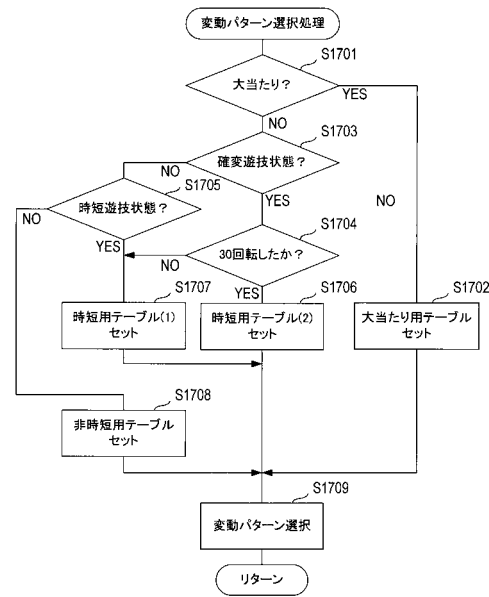 変動パターン選択処理
S1701
大当たり?
YES
NO
S1703
確変遊技状態?
NO
YES
S1705
時短遊技状態?
NO
YES
S1704
30回転したか?
NO
YES
NO
S1707
時短用テーブル(1)
セット
S1706
時短用テーブル(2)
セット
S1702
大当たり用テーブル
セット
S1708
非時短用テーブル
セット
S1709
変動パターン選択
リターン